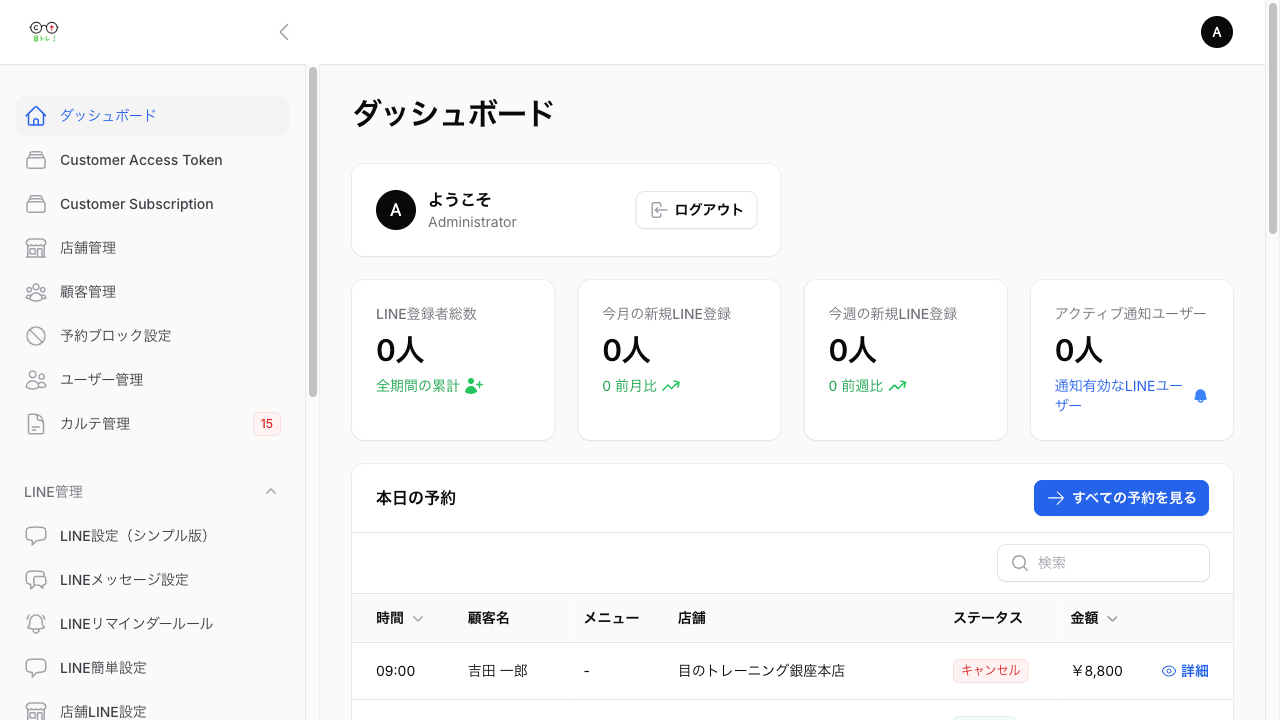 目トレ！
A
ダッシュボード
Customer Access Token
Customer Subscription
店舗管理
顧客管理
予約ブロック設定
ユーザー管理
カルテ管理
15
LINE管理
LINE設定（シンプル版）
LINEメッセージ設定
LINEリマインダールール
LINE簡単設定
店舗LINE設定
ダッシュボード
A
ようこそ
Administrator
ログアウト
LINE登録者総数
0人
全期間の累計
今月の新規LINE登録
0人
0 前月比
今週の新規LINE登録
0人
0 前週比
アクティブ通知ユーザー
0人
通知有効なLINEユー
ザー
本日の予約
すべての予約を見る
検索
時間 顧客名 メニュー 店舗 ステータス 金額
09:00 吉田 一郎 - 目のトレーニング銀座本店 キャンセル ￥8,800 詳細